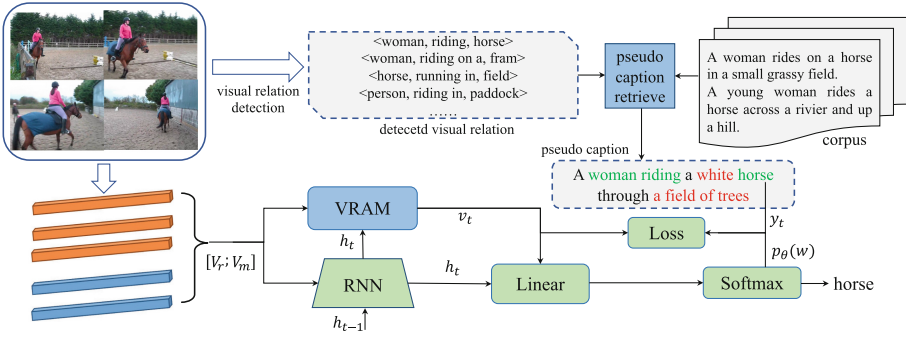 <woman, riding, horse>
<woman, riding on a, fram>
<horse, running in, field>
<person, riding in, paddock>
......
detecetd visual relation
visual relation
detection
pseudo
caption
retrieve
A woman rides on a horse
in a small grassy field.
A young woman rides a
horse across a rivier and up
a hill.
corpus
pseudo caption
A woman riding a white horse
through a field of trees
VRAM
v_t
y_t
Loss
h_t
[V_r; V_m]
p_θ(w)
RNN
h_t
Linear
Softmax
horse
h_{t−1}